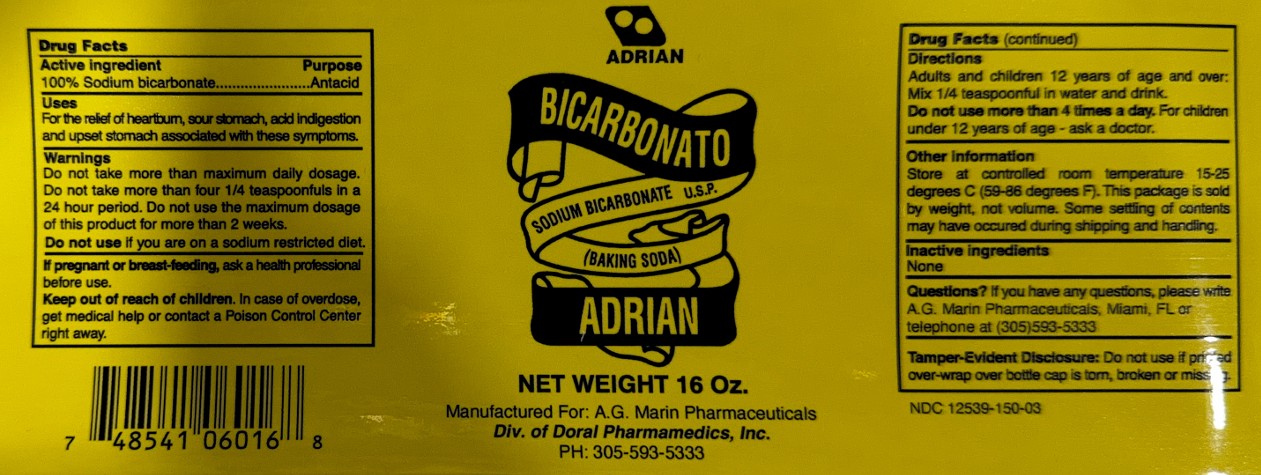 Drug Facts
Active ingredient Purpose
100% Sodium bicarbonate.......................Antacid
Uses
For the relief of heartburn, sour stomach, acid indigestion
and upset stomach associated with these symptoms.
Warnings
Do not take more than maximum daily dosage.
Do not take more than four 1/4 teaspoonfuls in a
24 hour period. Do not use the maximum dosage
of this product for more than 2 weeks.
Do not use if you are on a sodium restricted diet.
If pregnant or breast-feeding, ask a health professional
before use.
Keep out of reach of children. In case of overdose,
get medical help or contact a Poison Control Center
right away.
7 48541 06016 8
ADRIAN
BICARBONATO
SODIUM BICARBONATE U.S.P.
(BAKING SODA)
ADRIAN
NET WEIGHT 16 Oz.
Manufactured For: A.G. Marin Pharmaceuticals
Div. of Doral Pharmamedics, Inc.
PH: 305-593-5333
Drug Facts (continued)
Directions
Adults and children 12 years of age and over:
Mix 1/4 teaspoonful in water and drink.
Do not use more than 4 times a day. For children
under 12 years of age - ask a doctor.
Other information
Store at controlled room temperature 15-25
degrees C (59-86 degrees F). This package is sold
by weight, not volume. Some settling of contents
may have occured during shipping and handling.
Inactive ingredients
None
Questions? If you have any questions, please write
A.G. Marin Pharmaceuticals, Miami, FL or
telephone at (305)593-5333
Tamper-Evident Disclosure: Do not use if printed
over-wrap over bottle cap is torn, broken or missing.
NDC 12539-150-03